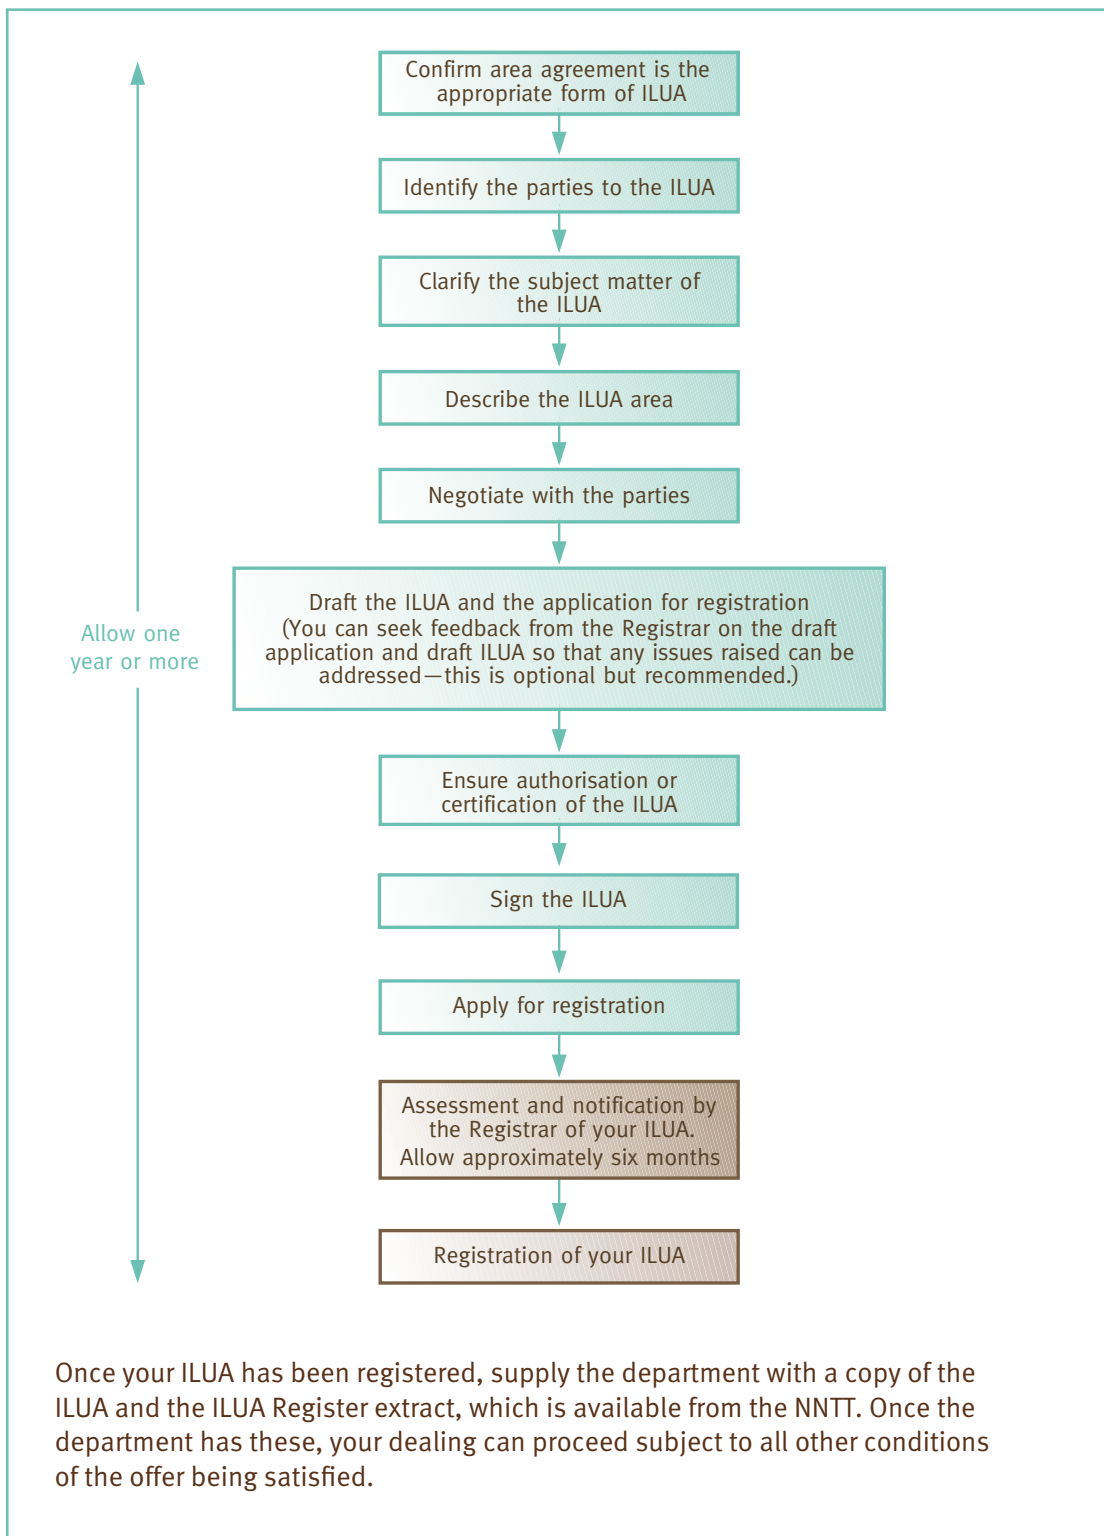 Confirm area agreement is the
appropriate form of ILUA
Identify the parties to the ILUA
Clarify the subject matter of
the ILUA
Describe the ILUA area
Negotiate with the parties
Draft the ILUA and the application for registration
(You can seek feedback from the Registrar on the draft
application and draft ILUA so that any issues raised can be
addressed—this is optional but recommended.)
Allow one
year or more
Ensure authorisation or
certification of the ILUA
Sign the ILUA
Apply for registration
Assessment and notification by
the Registrar of your ILUA.
Allow approximately six months
Registration of your ILUA
Once your ILUA has been registered, supply the department with a copy of the
ILUA and the ILUA Register extract, which is available from the NNTT. Once the
department has these, your dealing can proceed subject to all other conditions
of the offer being satisfied.